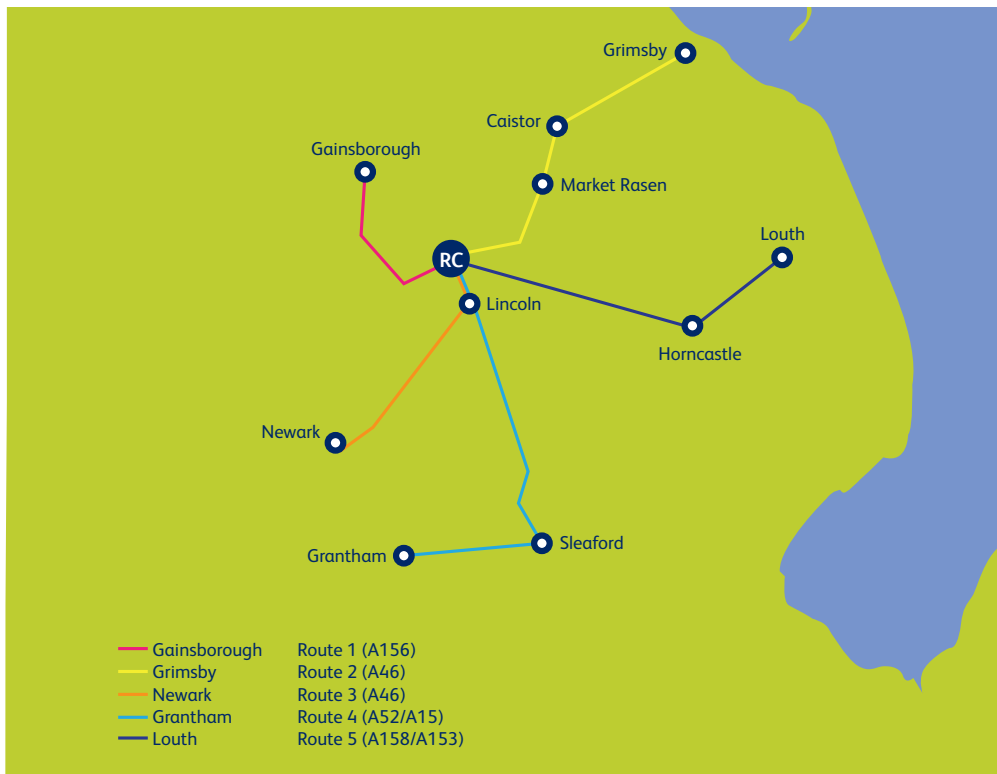 Grimsby
Caistor
Gainsborough
Market Rasen
Louth
RC
Lincoln
Horncastle
Newark
Sleaford
Grantham
Gainsborough Route 1 (A156)
Grimsby Route 2 (A46)
Newark Route 3 (A46)
Grantham Route 4 (A52/A15)
Louth Route 5 (A158/A153)